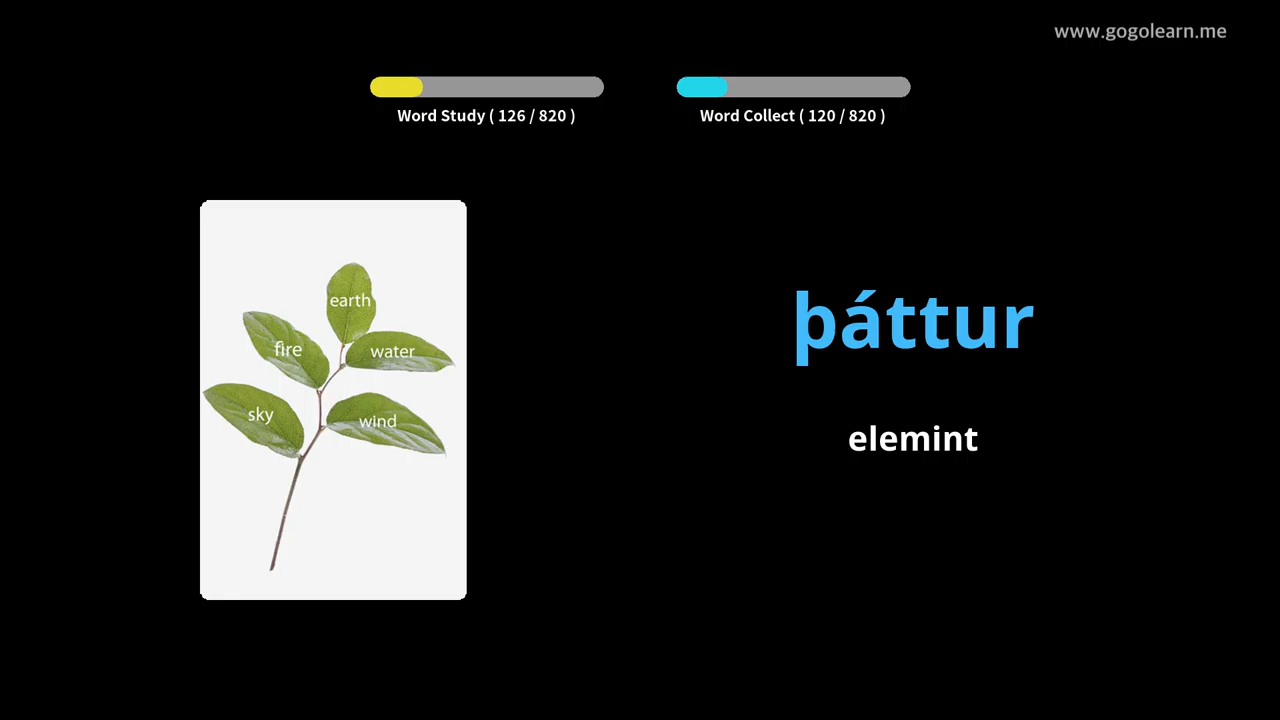 www.gogolearn.me
Word Study ( 126 / 820 )
Word Collect ( 120 / 820 )
earth
fire
water
sky
wind
þáttur
elemint